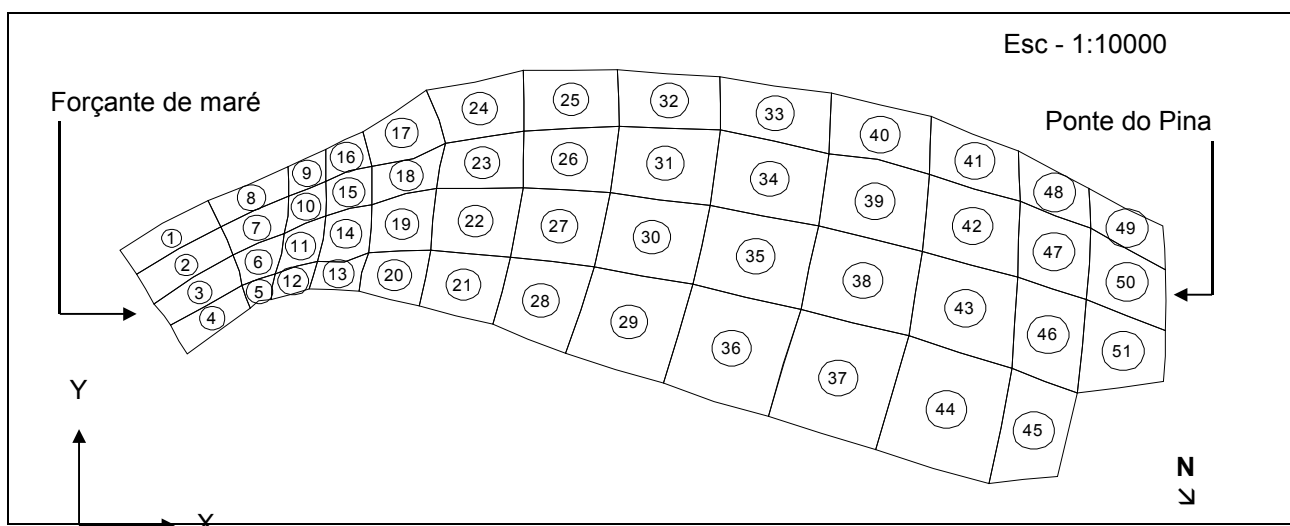 Esc - 1:10000
Forçante de maré
Ponte do Pina
24 25 32 33 40 41 48 49
17 23 26 31 34 39 42 47 50
16 18 22 27 30 35 38 43 46 51
9 15 19 21 28 29 36 37 44 45
8 10 14 20
1 7 11 13
2 6 12
3 5
4
Y
X
N
↘